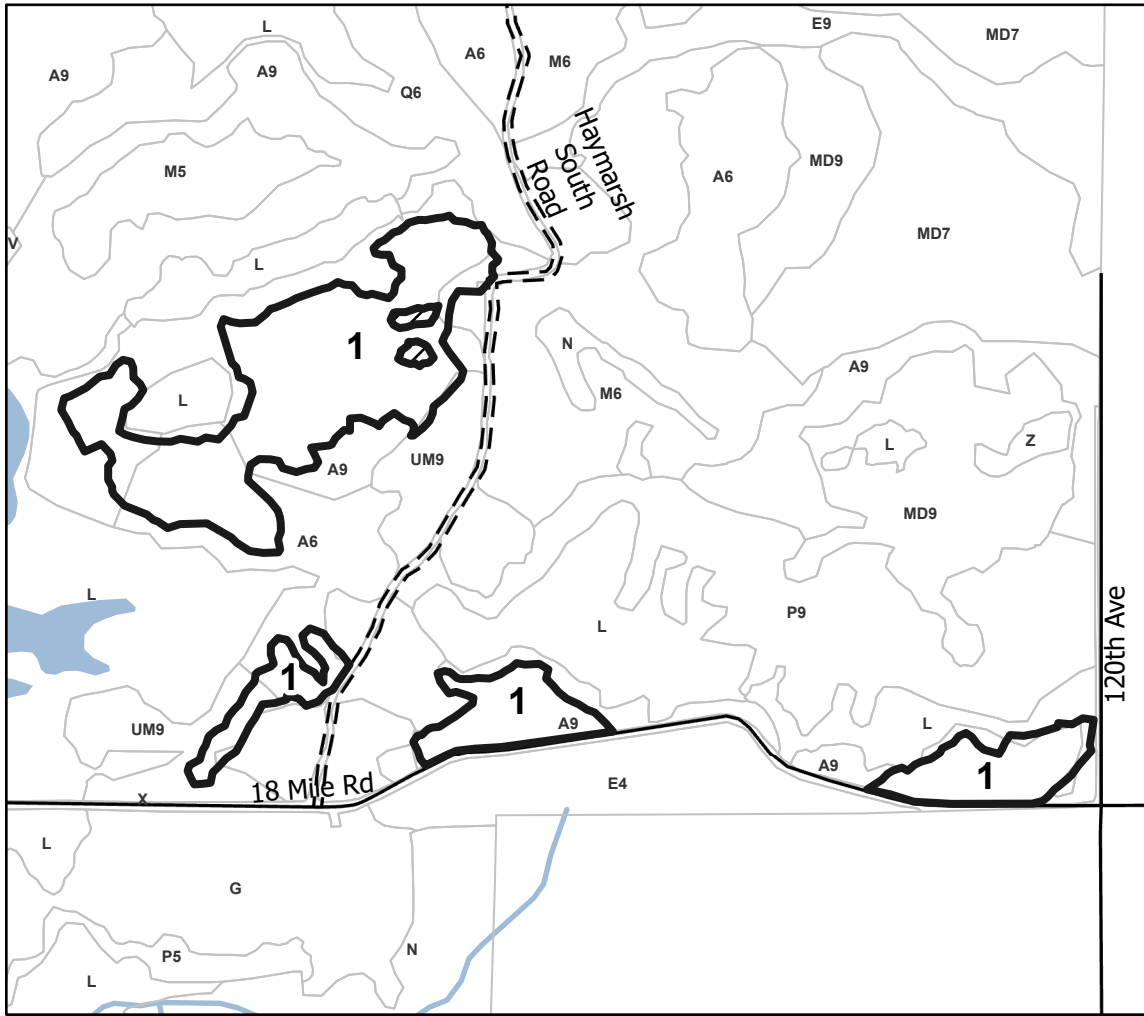 L
E9
MD7
A9
A9
A6
M6
Q6
Haymarsh
South
Road
M5
A6
MD9
V
L
MD7
1
N
A9
L
M6
L
Z
A9
UM9
MD9
A6
L
P9
L
120th Ave
1
1
UM9
A9
L
A9
1
18 Mile Rd
X
E4
L
G
N
P5
L